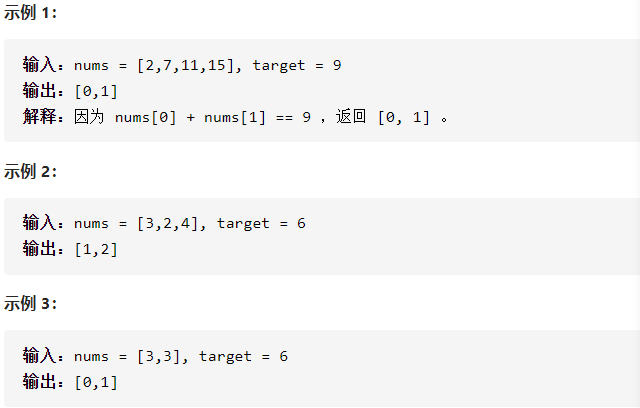 示例 1：
输入：nums = [2,7,11,15], target = 9
输出：[0,1]
解释：因为 nums[0] + nums[1] == 9 ，返回 [0, 1] 。
示例 2：
输入：nums = [3,2,4], target = 6
输出：[1,2]
示例 3：
输入：nums = [3,3], target = 6
输出：[0,1]